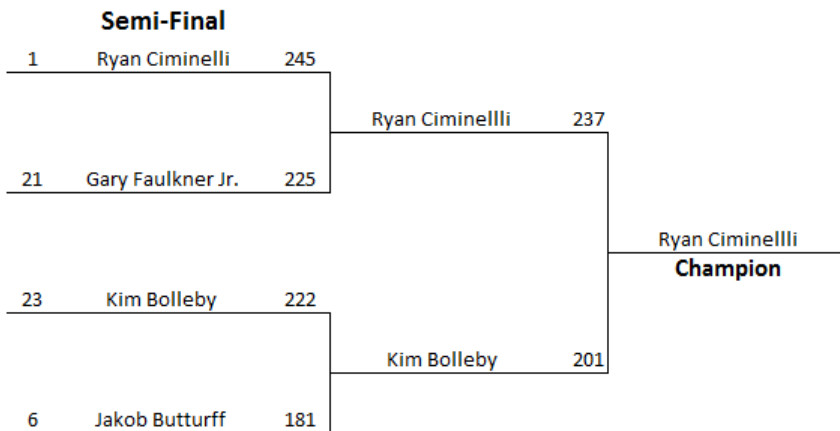 Semi-Final
1 Ryan Ciminelli 245
Ryan Ciminellli 237
21 Gary Faulkner Jr. 225
Ryan Ciminellli
Champion
23 Kim Bolleby 222
Kim Bolleby 201
6 Jakob Butturff 181